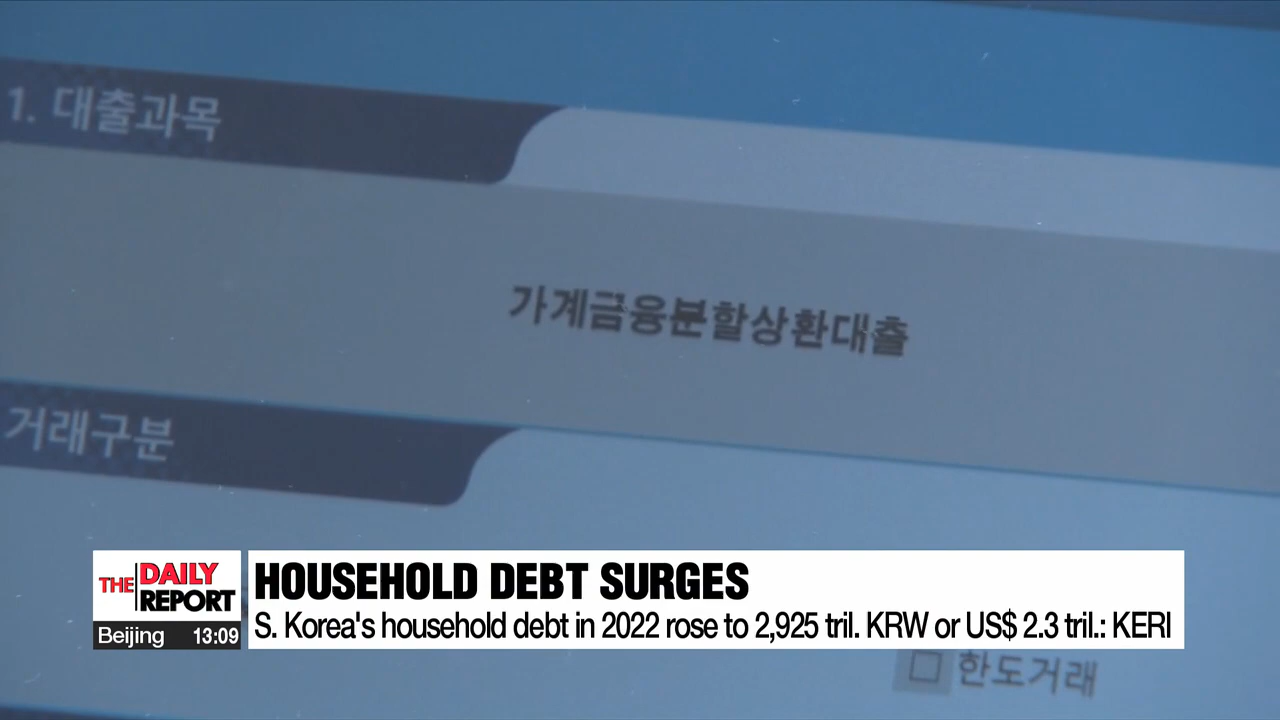 1. 대출과목
가계금융분할상환대출
거래구분
THE DAILY REPORT
HOUSEHOLD DEBT SURGES
Beijing 13:09
S. Korea's household debt in 2022 rose to 2,925 tril. KRW or US$ 2.3 tril.: KERI
한도거래